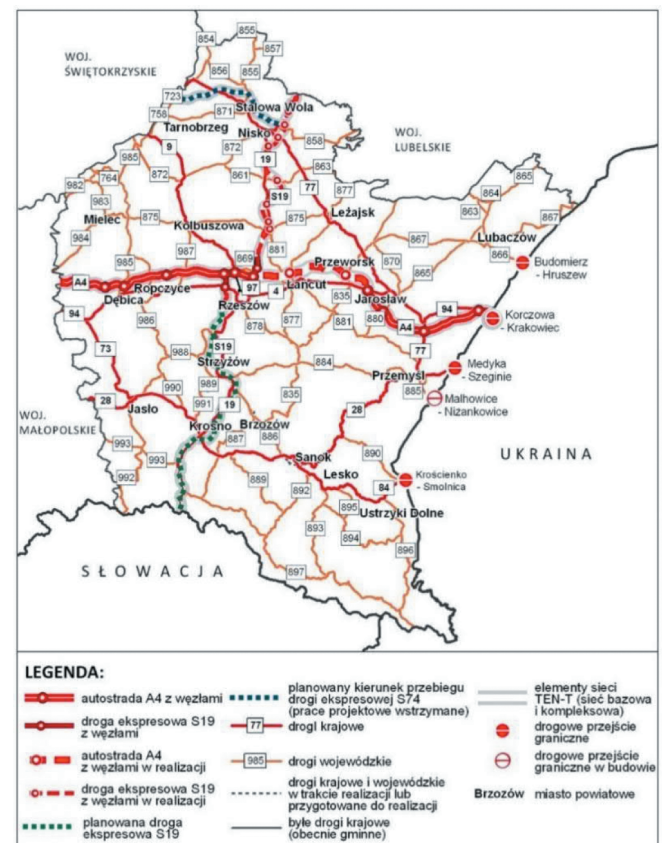 854
855
857
WOJ.
ŚWIĘTOKRZYSKIE
856
855
723
871
Stalowa Wola
758
Tarnobrzeg
Nisko
858
WOJ.
LUBELSKIE
985
9
872
19
863
865
982
764
872
861
77
877
864
983
S19
863
Mielec
875
875
Leżajsk
867
Kolbuszowa
867
984
987
881
Lubaczów
866
985
869
Przeworsk
870
865
Budomierz
- Hruszew
A4
Ropczyce
97
4
Łańcut
835
Dębica
Rzeszów
Jarosław
94
94
986
878
877
881
880
A4
Korczowa
- Krakowiec
S19
77
73
988
Strzyżów
884
Medyka
- Szeginie
Przemyśl
990
989
885
28
19
835
Malhowice
- Niżankowice
WOJ.
MAŁOPOLSKIE
Jasło
991
28
Krosno
Brzozów
993
887
886
UKRAINA
Sanok
890
992
993
Lesko
889
892
84
Krościenko
- Smolnica
895
Ustrzyki Dolne
893
894
896
897
SŁOWACJA
LEGENDA:
autostrada A4 z węzłami
droga ekspresowa S19
z węzłami
autostrada A4
z węzłami w realizacji
droga ekspresowa S19
z węzłami w realizacji
planowana droga
ekspresowa S19
planowany kierunek przebiegu
drogi ekspresowej S74
(prace projektowe wstrzymane)
77
drogi krajowe
985
drogi wojewódzkie
drogi krajowe i wojewódzkie
w trakcie realizacji lub
przygotowane do realizacji
byłe drogi krajowe
(obecnie gminne)
elementy sieci
TEN-T (sieć bazowa
i kompleksowa)
drogowe przejście
graniczne
drogowe przejście
graniczne w budowie
Brzozów
miasto powiatowe